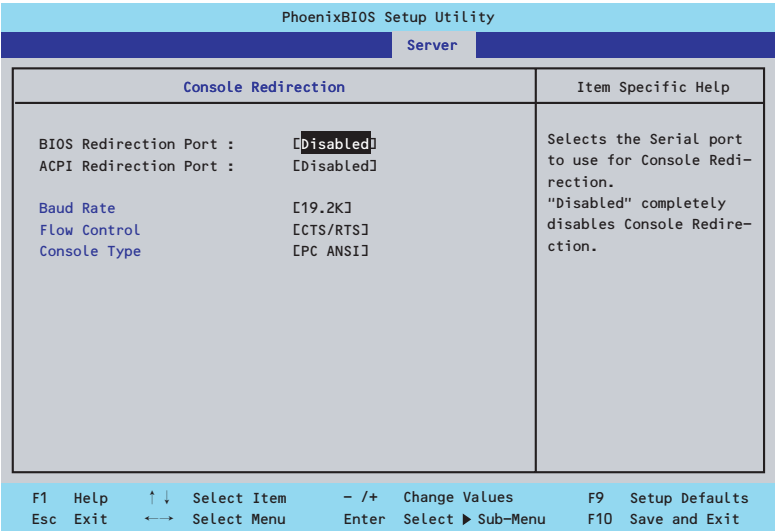 PhoenixBIOS Setup Utility
Server
Console Redirection
Item Specific Help
BIOS Redirection Port : [Disabled]
ACPI Redirection Port : [Disabled]
Baud Rate [19.2K]
Flow Control [CTS/RTS]
Console Type [PC ANSI]
Selects the Serial port
to use for Console Redi-
rection.
"Disabled" completely
disables Console Redire-
ction.
F1 Help ↑↓ Select Item - /+ Change Values F9 Setup Defaults
Esc Exit ←→ Select Menu Enter Select ▶ Sub-Menu F10 Save and Exit